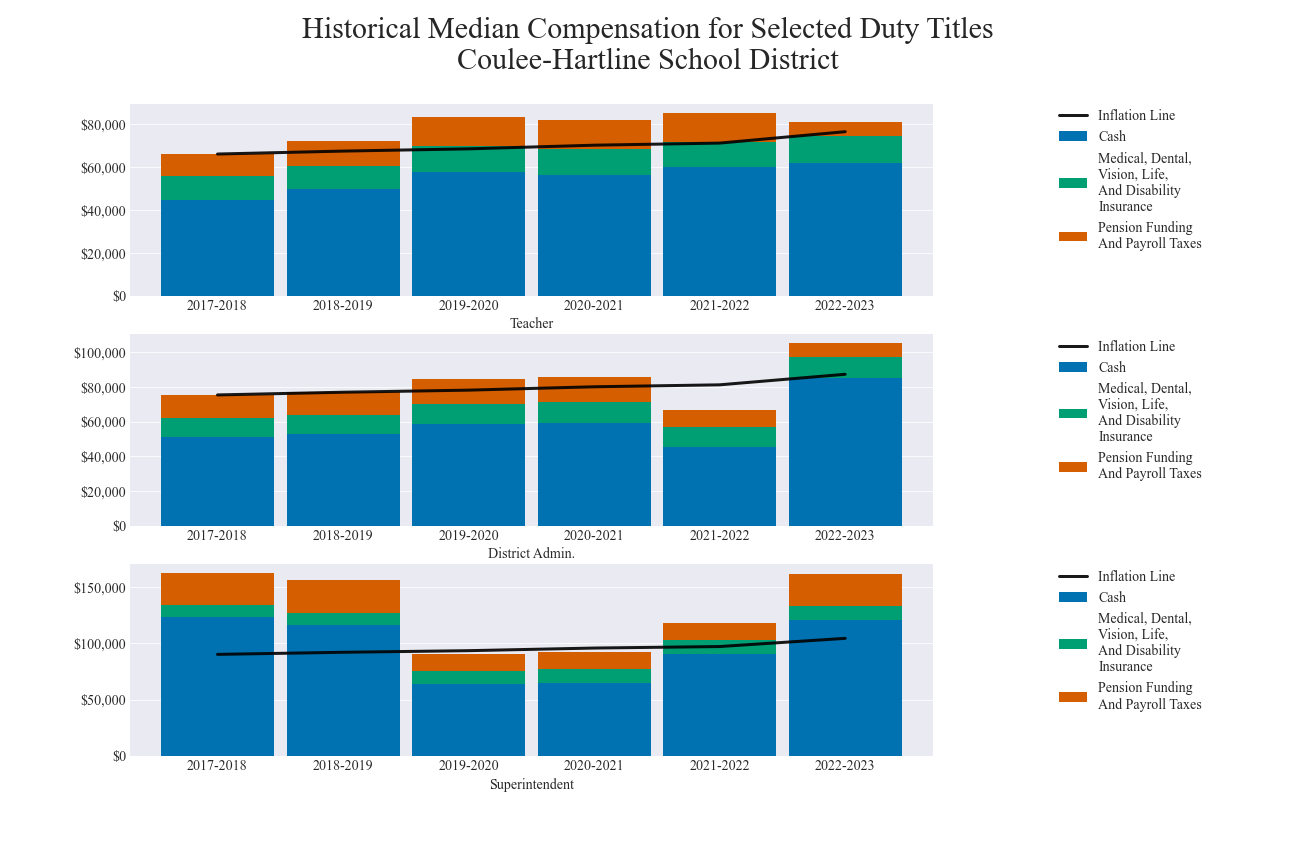 Historical Median Compensation for Selected Duty Titles
Coulee-Hartline School District
$80,000
$60,000
$40,000
$20,000
$0
2017-2018 2018-2019 2019-2020 2020-2021 2021-2022 2022-2023
Teacher
Inflation Line
Cash
Medical, Dental,
Vision, Life,
And Disability
Insurance
Pension Funding
And Payroll Taxes
$100,000
$80,000
$60,000
$40,000
$20,000
$0
2017-2018 2018-2019 2019-2020 2020-2021 2021-2022 2022-2023
District Admin.
Inflation Line
Cash
Medical, Dental,
Vision, Life,
And Disability
Insurance
Pension Funding
And Payroll Taxes
$150,000
$100,000
$50,000
$0
2017-2018 2018-2019 2019-2020 2020-2021 2021-2022 2022-2023
Superintendent
Inflation Line
Cash
Medical, Dental,
Vision, Life,
And Disability
Insurance
Pension Funding
And Payroll Taxes